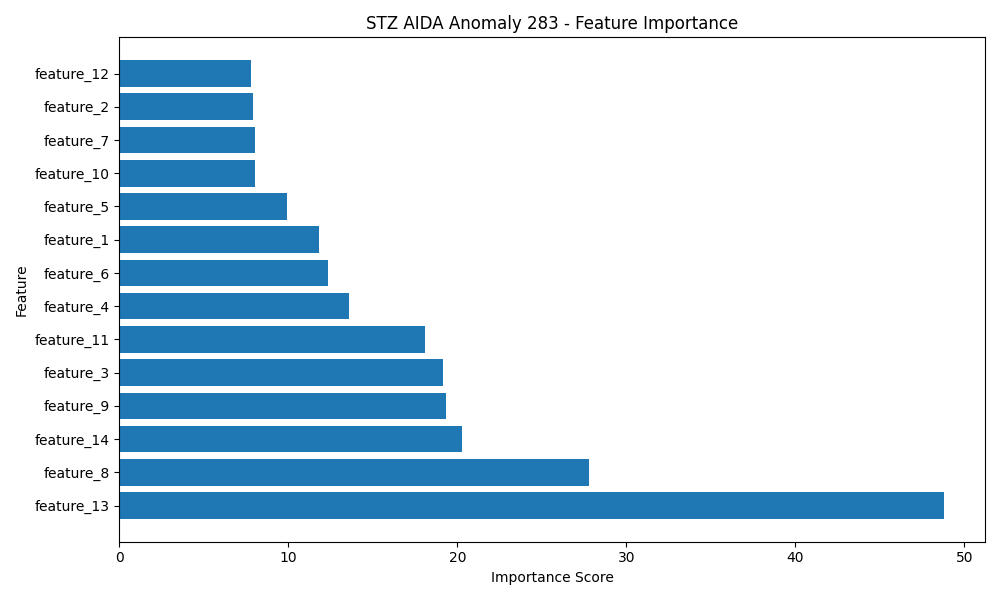 STZ AIDA Anomaly 283 - Feature Importance
Feature
feature_12
feature_2
feature_7
feature_10
feature_5
feature_1
feature_6
feature_4
feature_11
feature_3
feature_9
feature_14
feature_8
feature_13
0 10 20 30 40 50
Importance Score